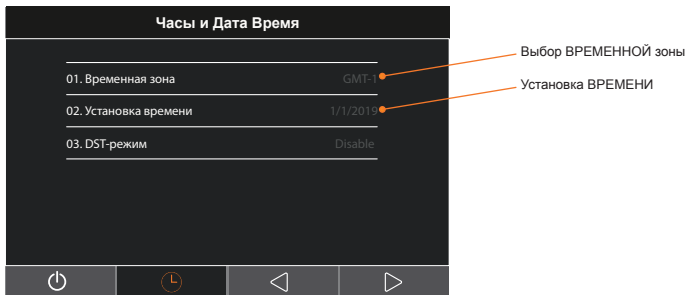 Часы и Дата Время
Выбор ВРЕМЕННОЙ зоны
01. Временная зона GMT-1
Установка ВРЕМЕНИ
02. Установка времени 1/1/2019
03. DST-режим Disable